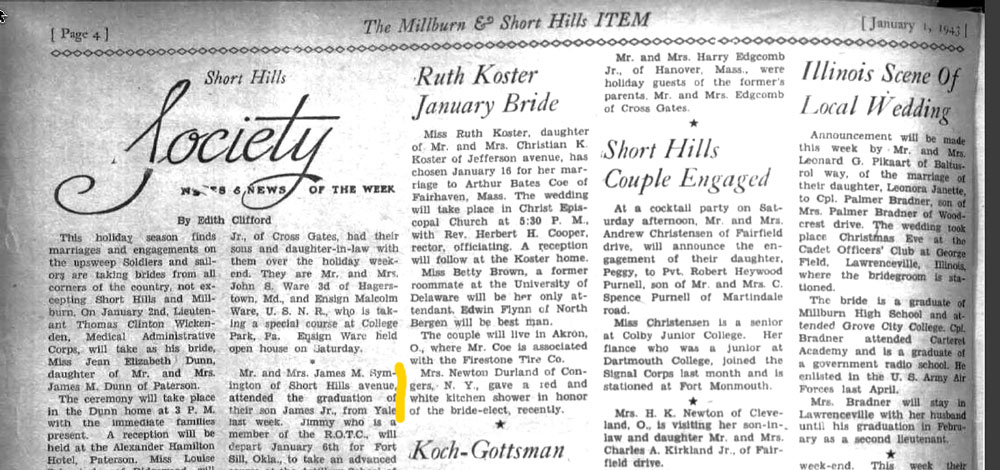 [ Page 4 ]
The Millburn & Short Hills ITEM
[ January 1, 1943 ]
Short Hills
Society
NEWS OF THE WEEK
By Edith Clifford
This holiday season finds
marriages and engagements on
the upsweep Soldiers and sail-
ors are taking brides from all
corners of the country, not ex-
cepting Short Hills and Mill-
burn. On January 2nd, Lieuten-
ant Thomas Clinton Wicken-
den, Medical Administrative
Corps, will take as his bride,
Miss Jean Elizabeth Dunn,
daughter of Mr. and Mrs.
James M. Dunn of Paterson.
The ceremony will take place
in the Dunn home at 3 P. M.
with the immediate families
present. A reception will be
held at the Alexander Hamilton
Hotel, Paterson. Miss Louise
Jr., of Cross Gates, had their
sons and daughter-in-law with
them over the holiday week-
end. They are Mr. and Mrs.
John S. Ware 3d of Hagers-
town, Md., and Ensign Malcolm
Ware, U. S. N. R., who is tak-
ing a special course at College
Park, Pa. Ensign Ware held
open house on Saturday.
Mr. and Mrs. James M. Sym-
ington of Short Hills avenue,
attended the graduation of
their son James Jr., from Yale
last week. Jimmy who is a
member of the R.O.T.C., will
depart January 6th for Fort
Sill, Okla., to take an advanced
Ruth Koster
January Bride
Miss Ruth Koster, daughter
of Mr. and Mrs. Christian K.
Koster of Jefferson avenue, has
chosen January 16 for her mar-
riage to Arthur Bates Coe of
Fairhaven, Mass. The wedding
will take place in Christ Epis-
copal Church at 5:30 P. M.,
with Rev. Herbert H. Cooper,
rector, officiating. A reception
will follow at the Koster home.
Miss Betty Brown, a former
roommate at the University of
Delaware will be her only at-
tendant. Edwin Flynn of North
Bergen will be best man.
The couple will live in Akron,
O., where Mr. Coe is associated
with the Firestone Tire Co.
Mrs. Newton Durland of Con-
gers, N. Y., gave a red and
white kitchen shower in honor
of the bride-elect, recently.
★
Koch-Gottsman
Mr. and Mrs. Harry Edgcomb
Jr., of Hanover, Mass., were
holiday guests of the former's
parents, Mr. and Mrs. Edgcomb
of Cross Gates.
★
Short Hills
Couple Engaged
At a cocktail party on Sat-
urday afternoon, Mr. and Mrs.
Andrew Christensen of Fairfield
drive, will announce the en-
gagement of their daughter,
Peggy, to Pvt. Robert Heywood
Purnell, son of Mr. and Mrs. C.
Spence Purnell of Martindale
road.
Miss Christensen is a senior
at Colby Junior College. Her
fiance who was a junior at
Dartmouth College, joined the
Signal Corps last month and is
stationed at Fort Monmouth.
★
Mrs. H. K. Newton of Cleve-
land, O., is visiting her son-in-
law and daughter Mr. and Mrs.
Charles A. Kirkland Jr., of Fair-
field drive.
Illinois Scene Of
Local Wedding
Announcement will be made
this week by Mr. and Mrs.
Leonard G. Pikaart of Baltus-
rol way, of the marriage of
their daughter, Leonora Janette,
to Cpl. Palmer Bradner, son of
Mrs. Palmer Bradner of Wood-
crest drive. The wedding took
place Christmas Eve at the
Cadet Officers' Club at George
Field, Lawrenceville, Illinois,
where the bridegroom is sta-
tioned.
The bride is a graduate of
Millburn High School and at-
tended Grove City College. Cpl.
Bradner attended Carteret
Academy and is a graduate of
a government radio school. He
enlisted in the U. S. Army Air
Forces last April.
Mrs. Bradner will stay in
Lawrenceville with her husband
until his graduation in Febru-
ary as a second lieutenant.
★
week-end. This week their